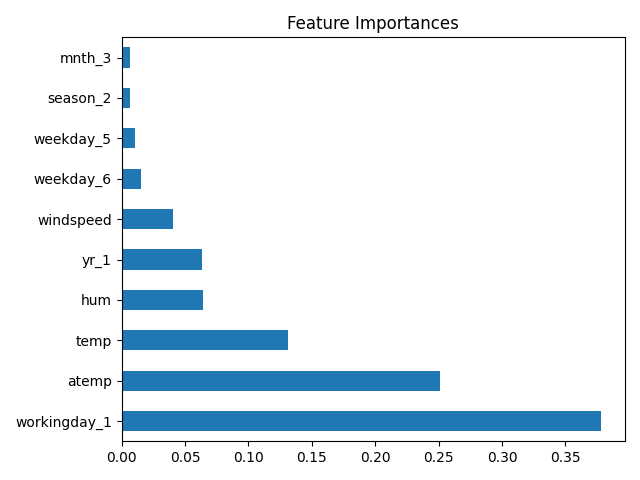 Feature Importances
mnth_3
season_2
weekday_5
weekday_6
windspeed
yr_1
hum
temp
atemp
workingday_1
0.00 0.05 0.10 0.15 0.20 0.25 0.30 0.35